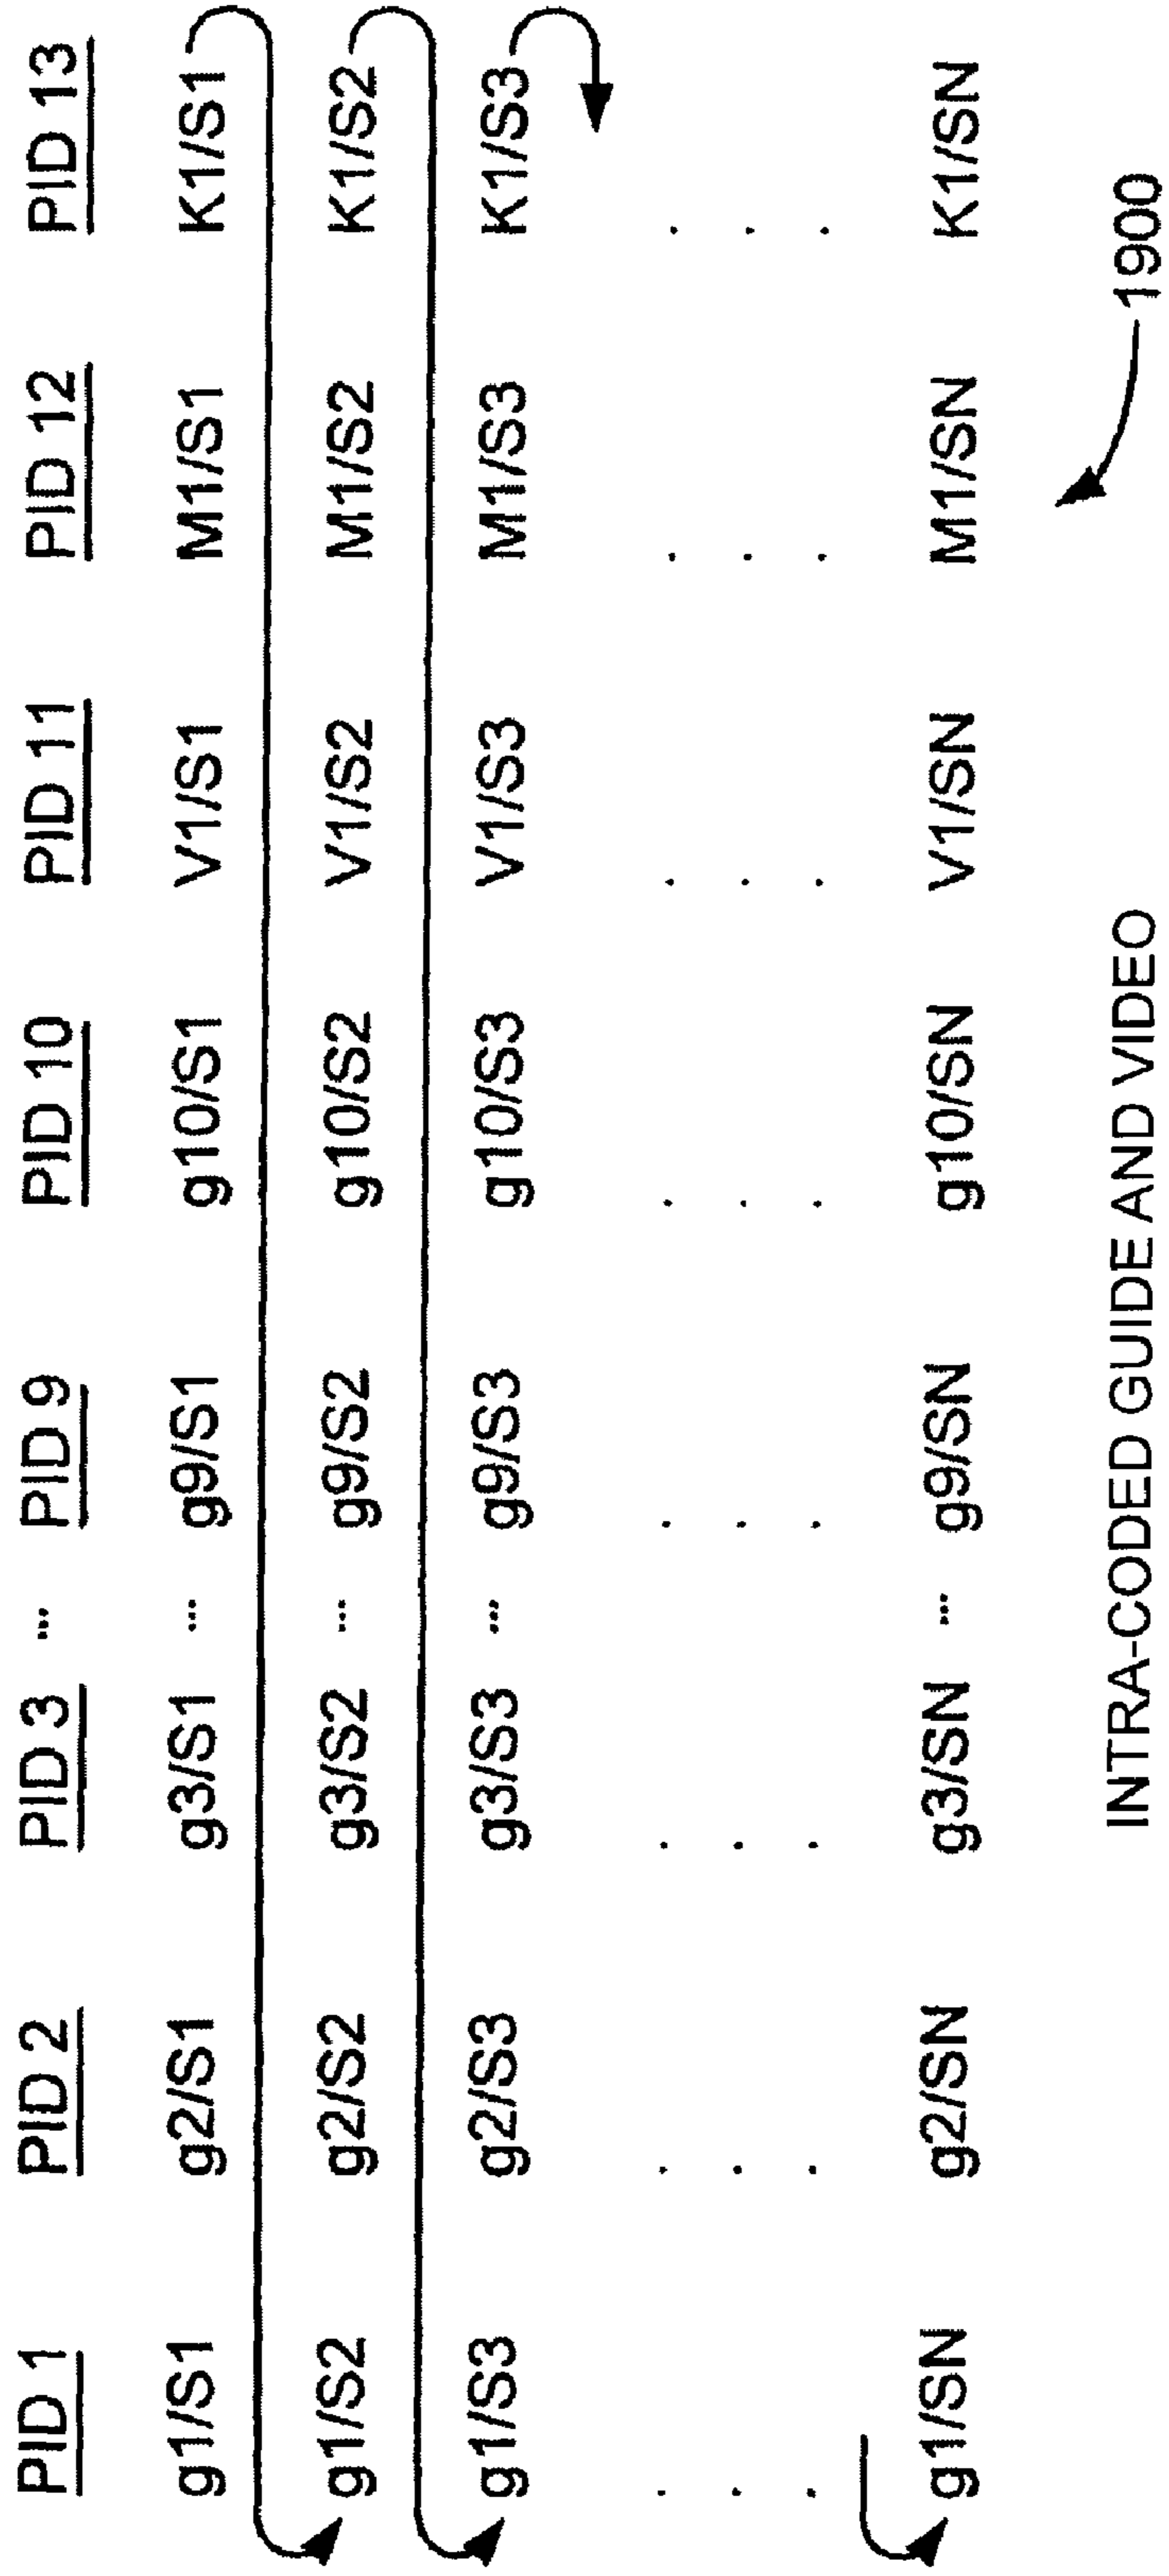 PID 1 PID 2 PID 3 ... PID 9 PID 10 PID 11 PID 12 PID 13
g1/S1 g2/S1 g3/S1 ... g9/S1 g10/S1 V1/S1 M1/S1 K1/S1
g1/S2 g2/S2 g3/S2 ... g9/S2 g10/S2 V1/S2 M1/S2 K1/S2
g1/S3 g2/S3 g3/S3 ... g9/S3 g10/S3 V1/S3 M1/S3 K1/S3
. . . . . . . .
. . . . . . . .
. . . . . . . .
g1/SN g2/SN g3/SN ... g9/SN g10/SN V1/SN M1/SN K1/SN
INTRA-CODED GUIDE AND VIDEO
1900